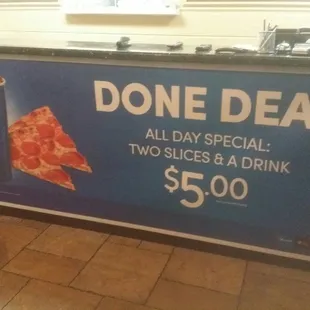 DONE DEA
ALL DAY SPECIAL:
TWO SLICES & A DRINK
$5.00